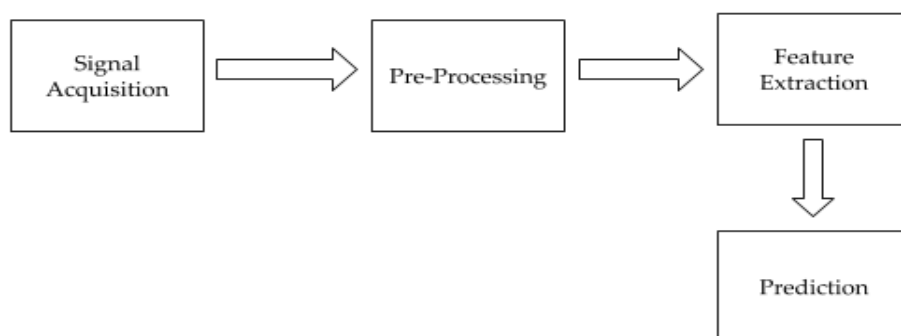 Signal
Acquisition
Pre-Processing
Feature
Extraction
Prediction